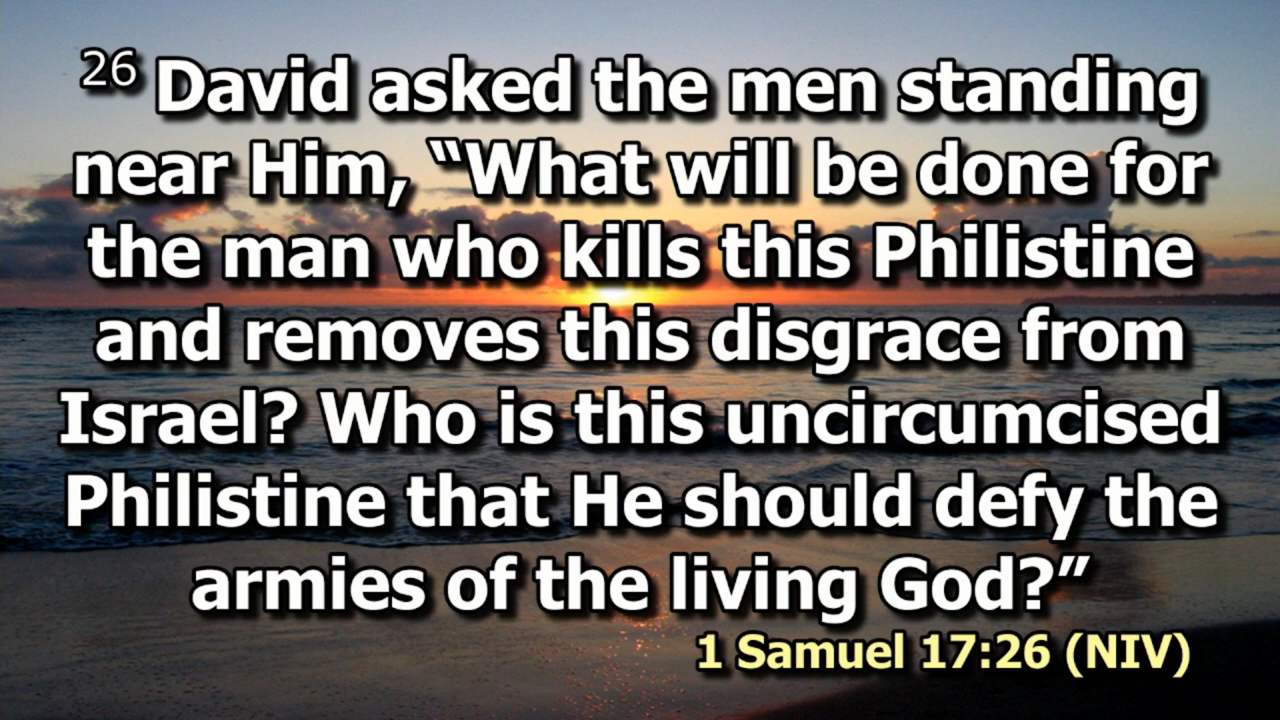 26 David asked the men standing
near Him, “What will be done for
the man who kills this Philistine
and removes this disgrace from
Israel? Who is this uncircumcised
Philistine that He should defy the
armies of the living God?”
1 Samuel 17:26 (NIV)